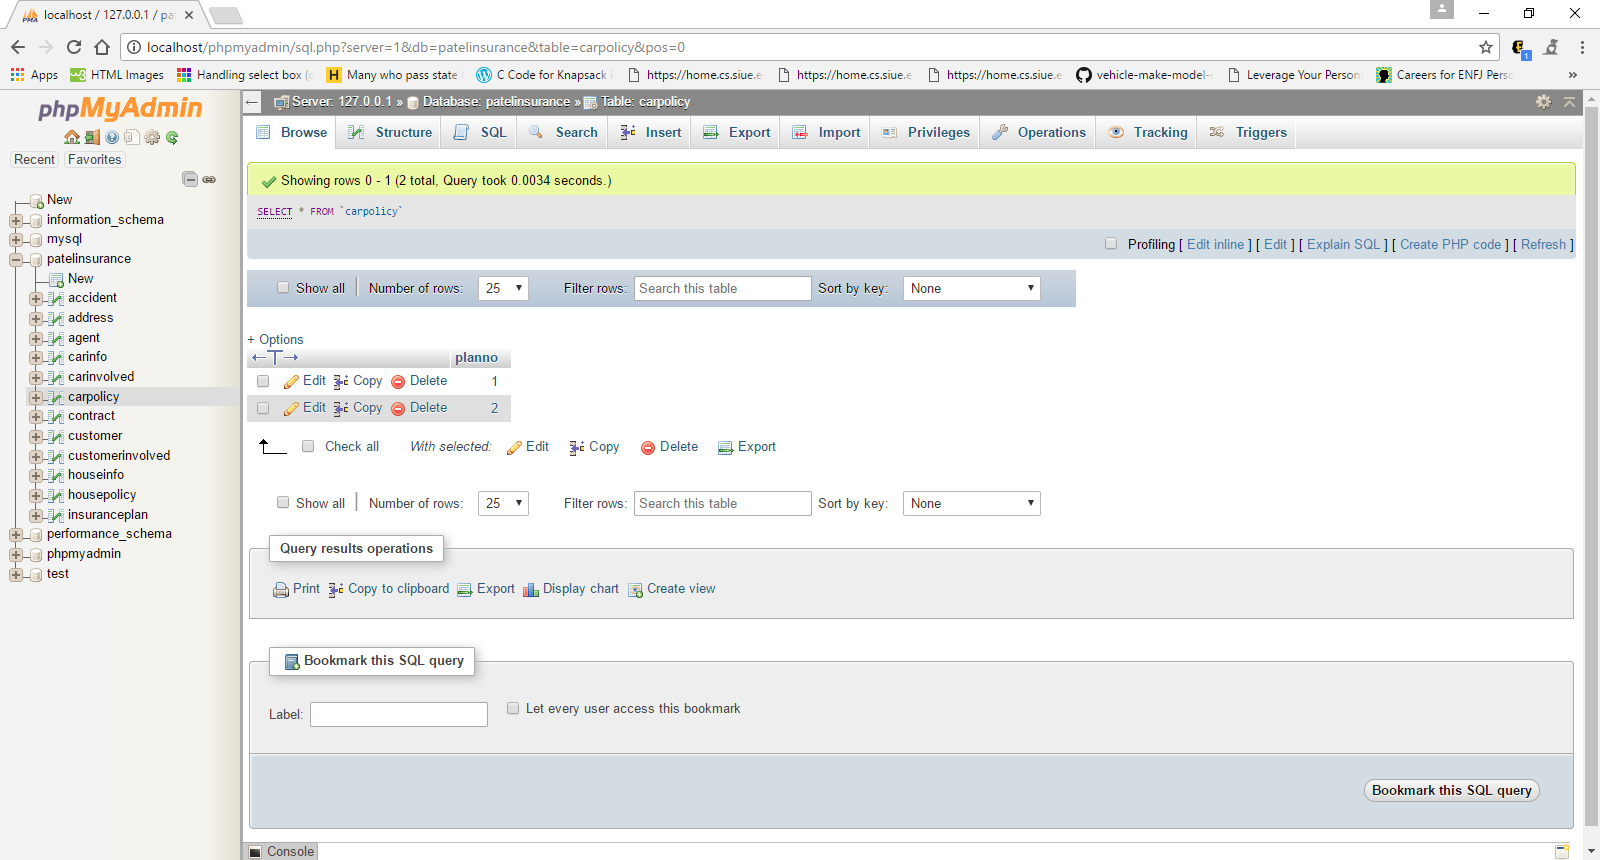 localhost / 127.0.0.1 / pa
localhost/phpmyadmin/sql.php?server=1&db=patelinsurance&table=carpolicy&pos=0
1
Apps HTML Images Handling select box ( Many who pass state C Code for Knapsack https://home.cs.siue.e https://home.cs.siue.e https://home.cs.siue.e vehicle-make-model- Leverage Your Person Careers for ENFJ Perso »
phpMyAdmin
Recent Favorites
New
information_schema
mysql
patelinsurance
New
accident
address
agent
carinfo
carinvolved
carpolicy
contract
customer
customerinvolved
houseinfo
housepolicy
insuranceplan
performance_schema
phpmyadmin
test
Server: 127.0.0.1 » Database: patelinsurance » Table: carpolicy
Browse Structure SQL Search Insert Export Import Privileges Operations Tracking Triggers
Showing rows 0 - 1 (2 total, Query took 0.0034 seconds.)
SELECT * FROM `carpolicy`
Profiling [ Edit inline ] [ Edit ] [ Explain SQL ] [ Create PHP code ] [ Refresh ]
Show all Number of rows: 25 Filter rows: Search this table Sort by key: None
+ Options
←T→ planno
Edit Copy Delete 1
Edit Copy Delete 2
Check all With selected: Edit Copy Delete Export
Show all Number of rows: 25 Filter rows: Search this table Sort by key: None
Query results operations
Print Copy to clipboard Export Display chart Create view
Bookmark this SQL query
Label: Let every user access this bookmark
Bookmark this SQL query
Console